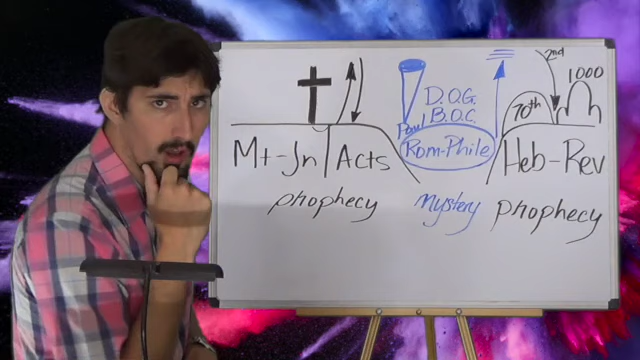 2nd
1000
D.O.G.
B.O.C.
70th
Paul
Mt-Jn
Acts
Rom-Phile
Heb-Rev
prophecy
mystery
prophecy